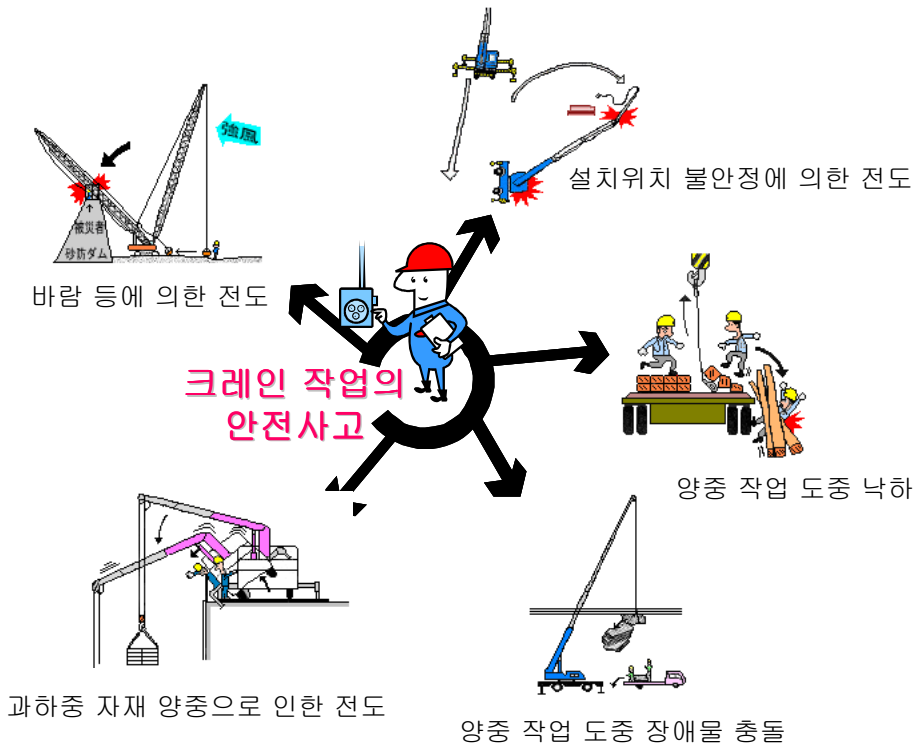 強風
설치위치 불안정에 의한 전도
被災者
砂防ダム
바람 등에 의한 전도
크레인 작업의
안전사고
양중 작업 도중 낙하
과하중 자재 양중으로 인한 전도
양중 작업 도중 장애물 충돌